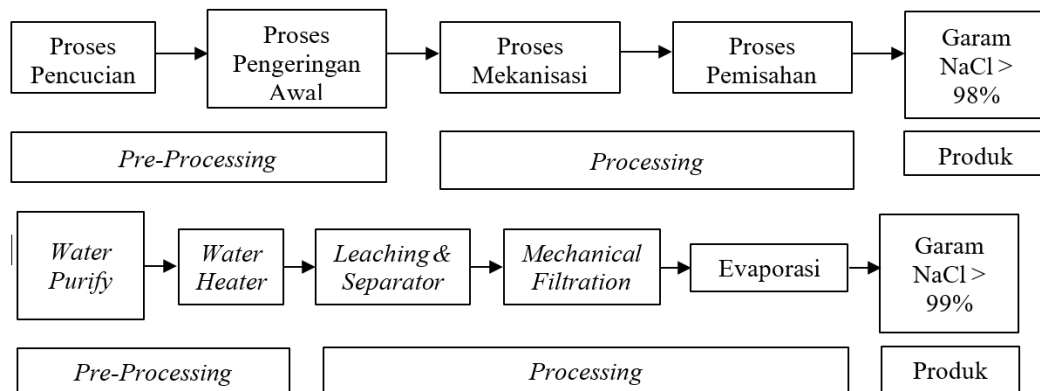 Proses
Pencucian
Proses
Pengeringan
Awal
Proses
Mekanisasi
Proses
Pemisahan
Garam
NaCl >
98%
Pre-Processing
Processing
Produk
Water
Purify
Water
Heater
Leaching &
Separator
Mechanical
Filtration
Evaporasi
Garam
NaCl >
99%
Pre-Processing
Processing
Produk